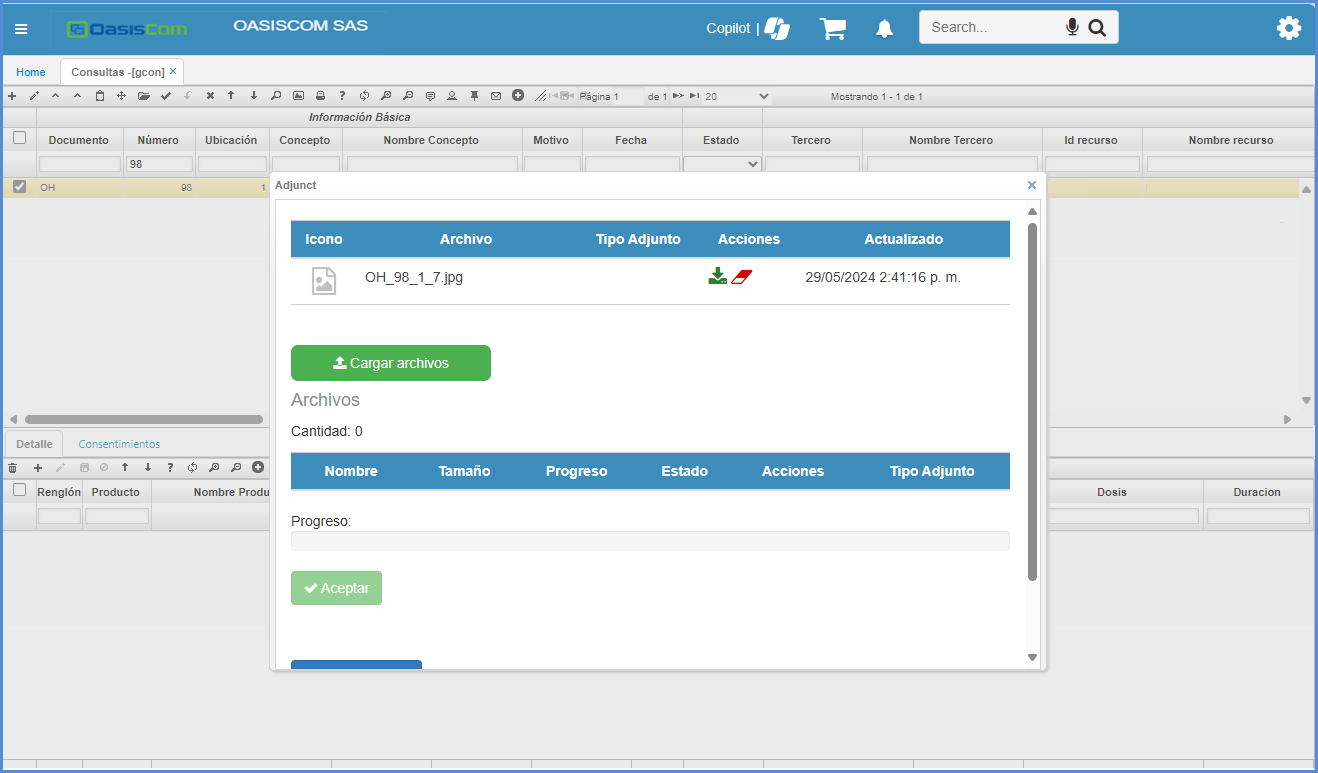 OasisCom
OASISCOM SAS
Copilot |
Search...
Home
Consultas -[gcon] ×
Página 1 de 1 20
Mostrando 1 - 1 de 1
Información Básica
Documento Número Ubicación Concepto Nombre Concepto Motivo Fecha Estado Tercero Nombre Tercero Id recurso Nombre recurso
98
OH 98 1
Adjunct
Icono Archivo Tipo Adjunto Acciones Actualizado
OH_98_1_7.jpg 29/05/2024 2:41:16 p. m.
Cargar archivos
Archivos
Cantidad: 0
Nombre Tamaño Progreso Estado Acciones Tipo Adjunto
Progreso:
Aceptar
Detalle Consentimientos
Renglón Producto Nombre Produ Dosis Duracion